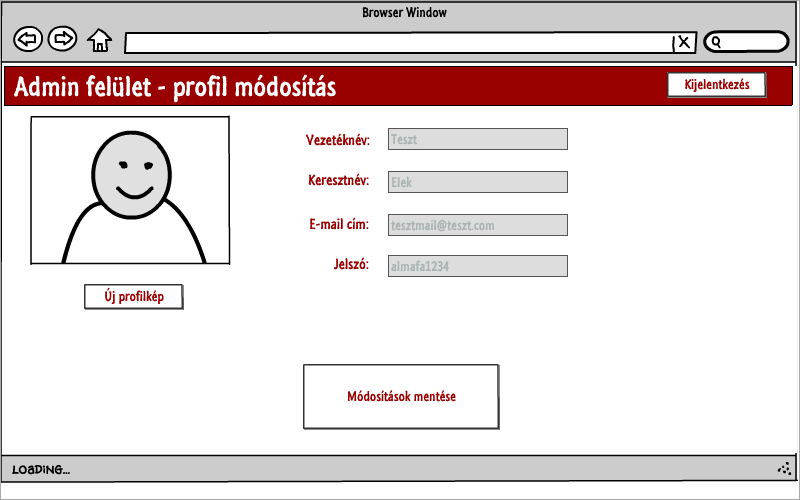 Browser Window
X
Admin felület - profil módosítás
Kijelentkezés
Vezetéknév: Teszt
Keresztnév: Elek
E-mail cím: tesztmail@teszt.com
Jelszó: almafa1234
Új profilkép
Módosítások mentése
LOADING...